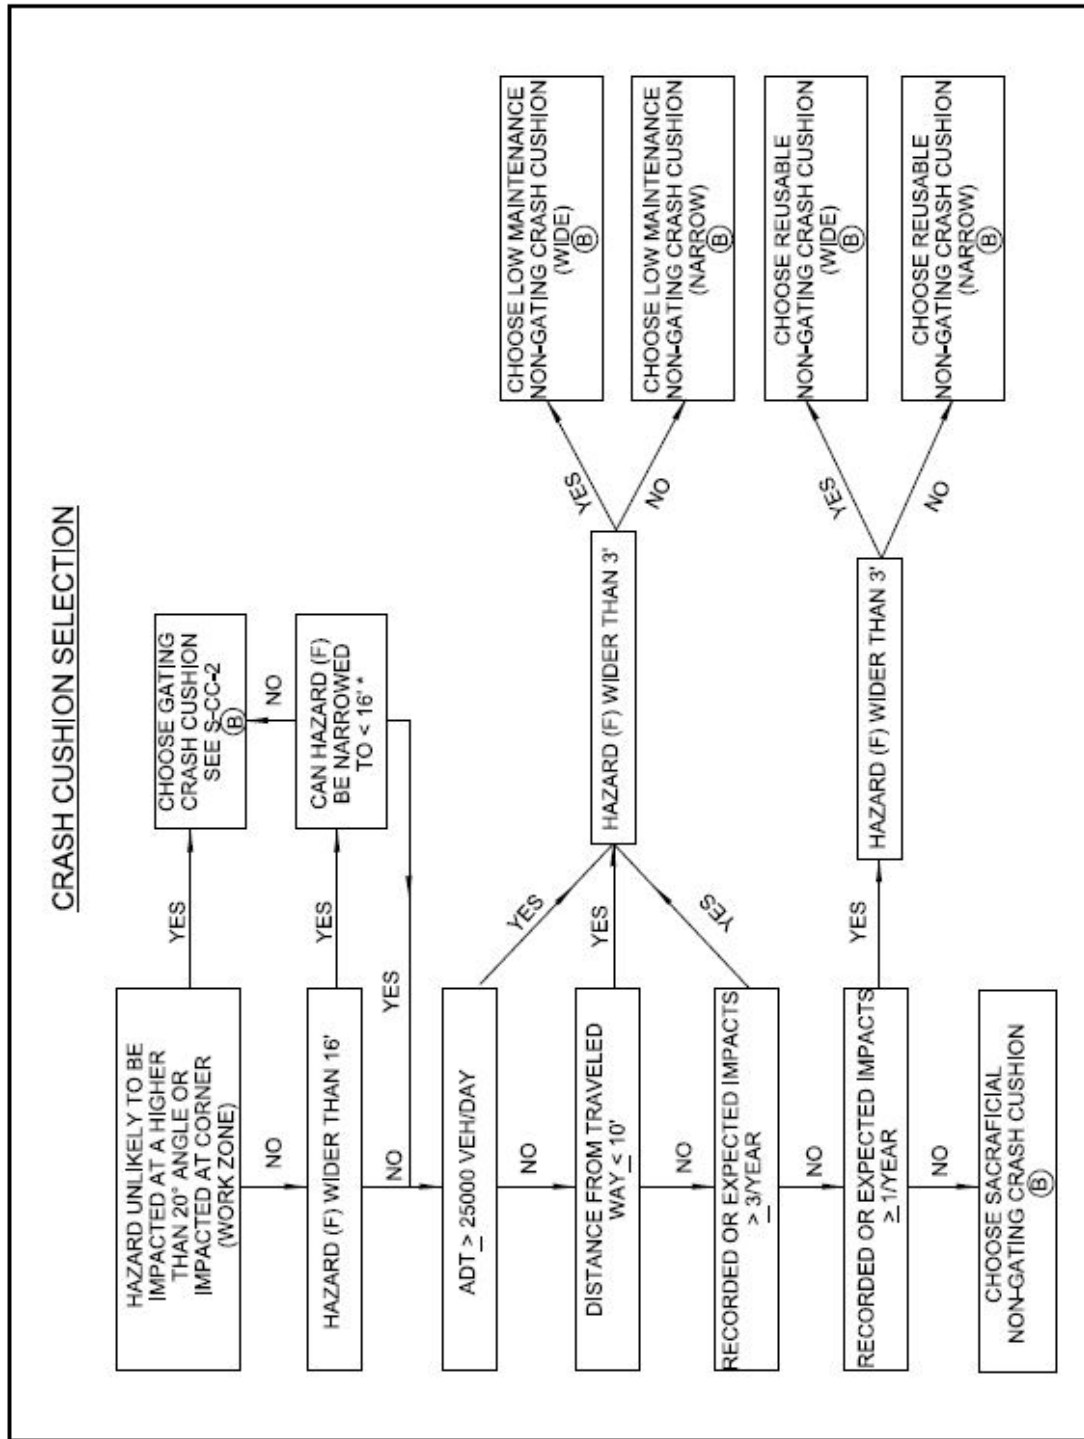 CRASH CUSHION SELECTION
HAZARD UNLIKELY TO BE
IMPACTED AT A HIGHER
THAN 20° ANGLE OR
IMPACTED AT CORNER
(WORK ZONE)
YES
CHOOSE GATING
CRASH CUSHION
SEE S-CC-2
B
NO
NO
HAZARD (F) WIDER THAN 16'
YES
CAN HAZARD (F)
BE NARROWED
TO < 16' *
NO
YES
ADT ≥ 25000 VEH/DAY
YES
NO
DISTANCE FROM TRAVELED
WAY ≤ 10'
YES
HAZARD (F) WIDER THAN 3'
YES
CHOOSE LOW MAINTENANCE
NON-GATING CRASH CUSHION
(WIDE)
B
NO
CHOOSE LOW MAINTENANCE
NON-GATING CRASH CUSHION
(NARROW)
B
NO
RECORDED OR EXPECTED IMPACTS
≥ 3/YEAR
YES
NO
RECORDED OR EXPECTED IMPACTS
≥ 1/YEAR
YES
HAZARD (F) WIDER THAN 3'
YES
CHOOSE REUSABLE
NON-GATING CRASH CUSHION
(WIDE)
B
NO
CHOOSE REUSABLE
NON-GATING CRASH CUSHION
(NARROW)
B
NO
CHOOSE SACRAFICIAL
NON-GATING CRASH CUSHION
B